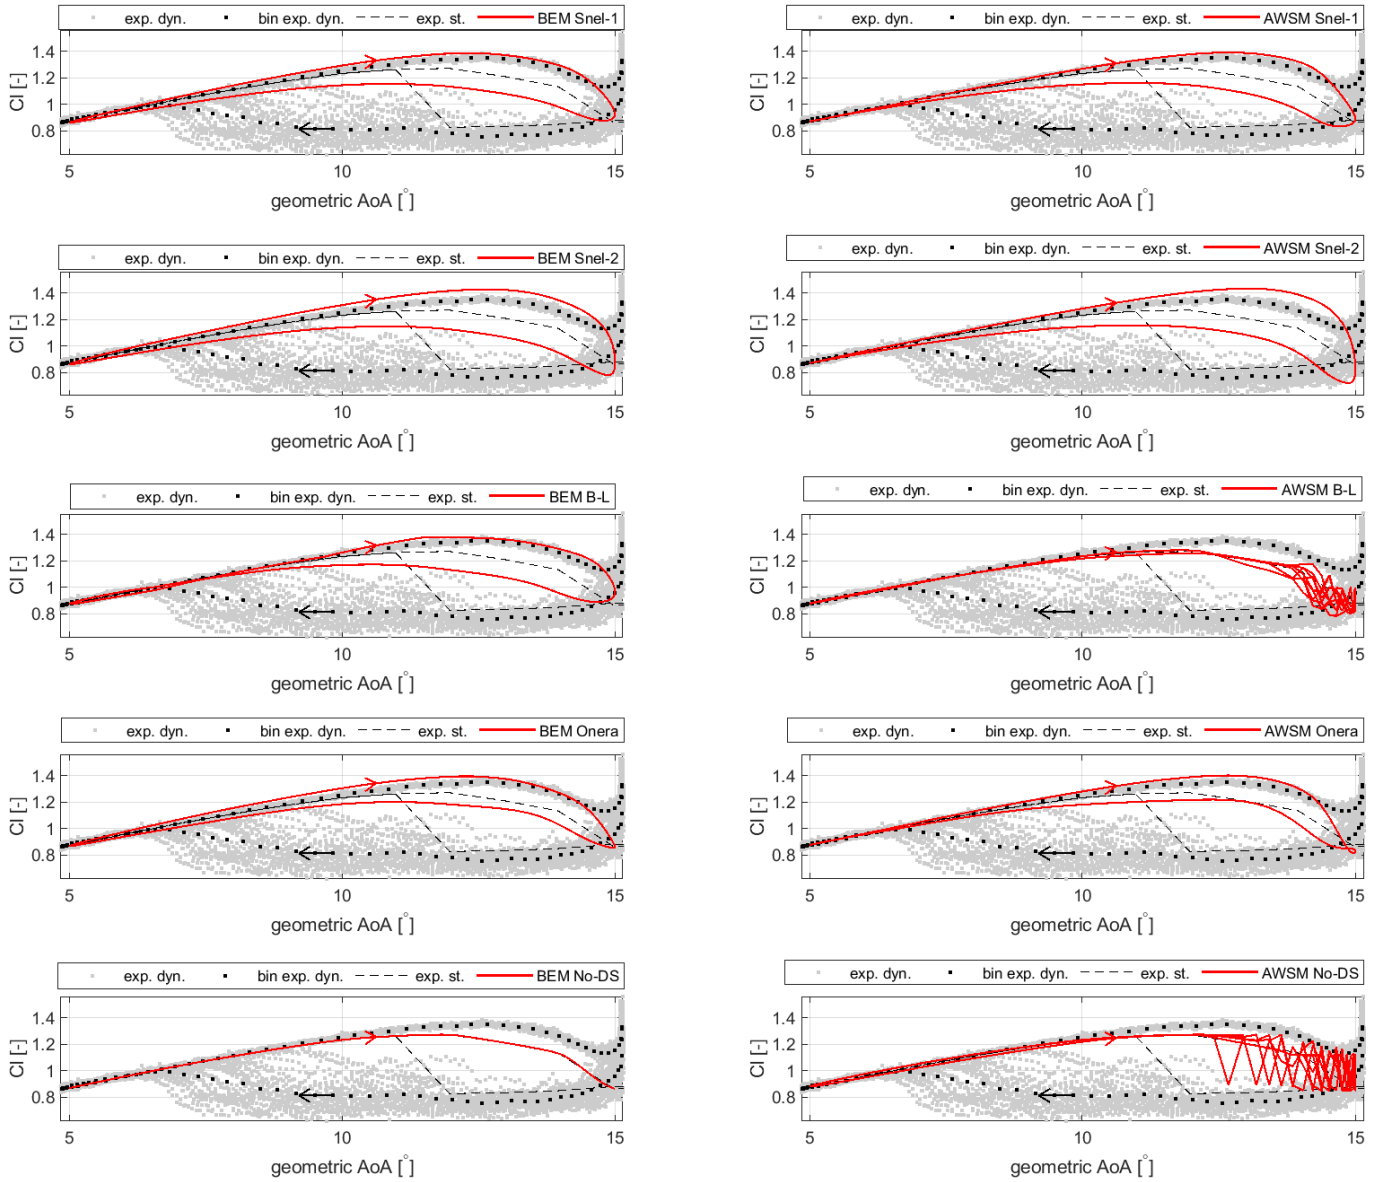 exp. dyn. bin exp. dyn. exp. st. BEM Snel-1
Cl [-]
1.4
1.2
1
0.8
5 10 15
geometric AoA [°]
exp. dyn. bin exp. dyn. exp. st. AWSM Snel-1
Cl [-]
1.4
1.2
1
0.8
5 10 15
geometric AoA [°]
exp. dyn. bin exp. dyn. exp. st. BEM Snel-2
Cl [-]
1.4
1.2
1
0.8
5 10 15
geometric AoA [°]
exp. dyn. bin exp. dyn. exp. st. AWSM Snel-2
Cl [-]
1.4
1.2
1
0.8
5 10 15
geometric AoA [°]
exp. dyn. bin exp. dyn. exp. st. BEM B-L
Cl [-]
1.4
1.2
1
0.8
5 10 15
geometric AoA [°]
exp. dyn. bin exp. dyn. exp. st. AWSM B-L
Cl [-]
1.4
1.2
1
0.8
5 10 15
geometric AoA [°]
exp. dyn. bin exp. dyn. exp. st. BEM Onera
Cl [-]
1.4
1.2
1
0.8
5 10 15
geometric AoA [°]
exp. dyn. bin exp. dyn. exp. st. AWSM Onera
Cl [-]
1.4
1.2
1
0.8
5 10 15
geometric AoA [°]
exp. dyn. bin exp. dyn. exp. st. BEM No-DS
Cl [-]
1.4
1.2
1
0.8
5 10 15
geometric AoA [°]
exp. dyn. bin exp. dyn. exp. st. AWSM No-DS
Cl [-]
1.4
1.2
1
0.8
5 10 15
geometric AoA [°]